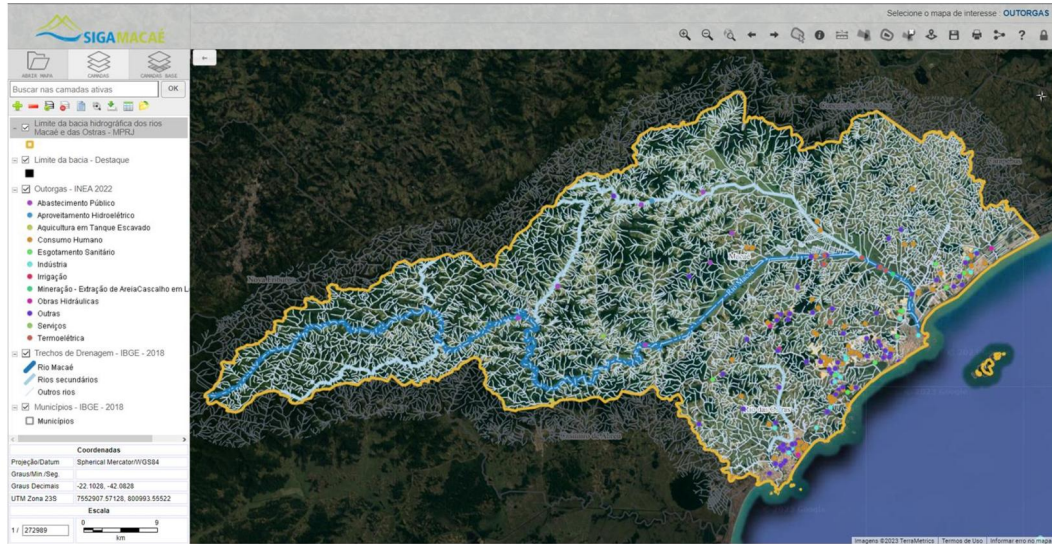 Selecione o mapa de interesse OUTORGAS
SIGAMACAÉ
ABRIR MAPA
CAMADAS
CAMADAS BASE
Buscar nas camadas ativas
OK
Limite da bacia hidrográfica dos rios
Macaé e das Ostras - MPRJ
Limite da bacia - Destaque
Outorgas - INEA 2022
Abastecimento Público
Aproveitamento Hidroelétrico
Aquicultura em Tanque Escavado
Consumo Humano
Esgotamento Sanitário
Indústria
Irrigação
Mineração - Extração de AreiaCascalho em L
Obras Hidráulicas
Outras
Serviços
Termoelétrica
Trechos de Drenagem - IBGE - 2018
Rio Macaé
Rios secundários
Outros rios
Municípios - IBGE - 2018
Municípios
Coordenadas
Projeção/Datum Spherical Mercator/WGS84
Graus/Min./Seg.
Graus Decimais -22.1028, -42.0828
UTM Zona 23S 7552907.57128, 800993.55522
Escala
1 / 272989
0 9
km
Nova Friburgo
Macaé
Imagens ©2023 TerraMetrics Termos de Uso Informar erro no mapa